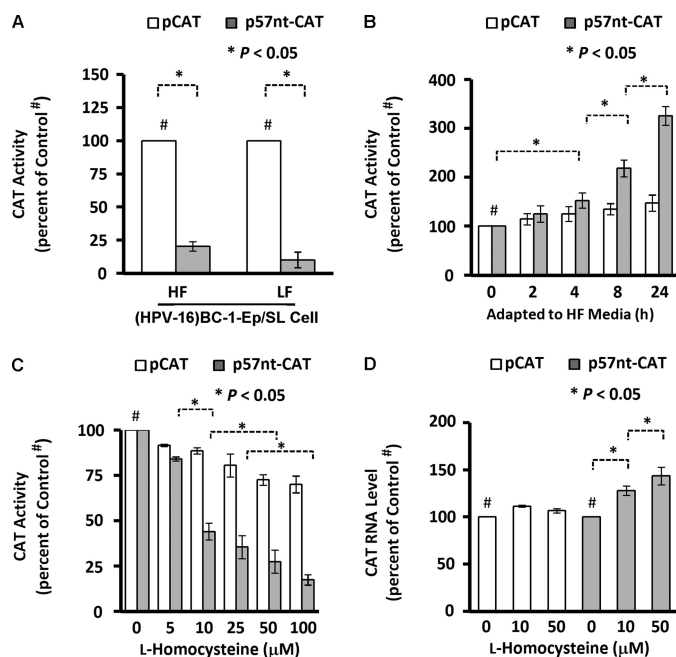 A
pCAT p57nt-CAT
* P < 0.05
CAT Activity
(percent of Control #)
150
125
100
75
50
25
0
*
*
#
#
HF LF
(HPV-16)BC-1-Ep/SL Cell
B
pCAT p57nt-CAT
* P < 0.05
CAT Activity
(percent of Control #)
400
300
200
100
0
#
*
*
*
0 2 4 8 24
Adapted to HF Media (h)
C
pCAT p57nt-CAT
* P < 0.05
CAT Activity
(percent of Control #)
100
75
50
25
0
#
*
*
*
0 5 10 25 50 100
L-Homocysteine (µM)
D
pCAT p57nt-CAT
* P < 0.05
CAT RNA Level
(percent of Control #)
200
150
100
50
0
#
#
*
*
0 10 50 0 10 50
L-Homocysteine (µM)